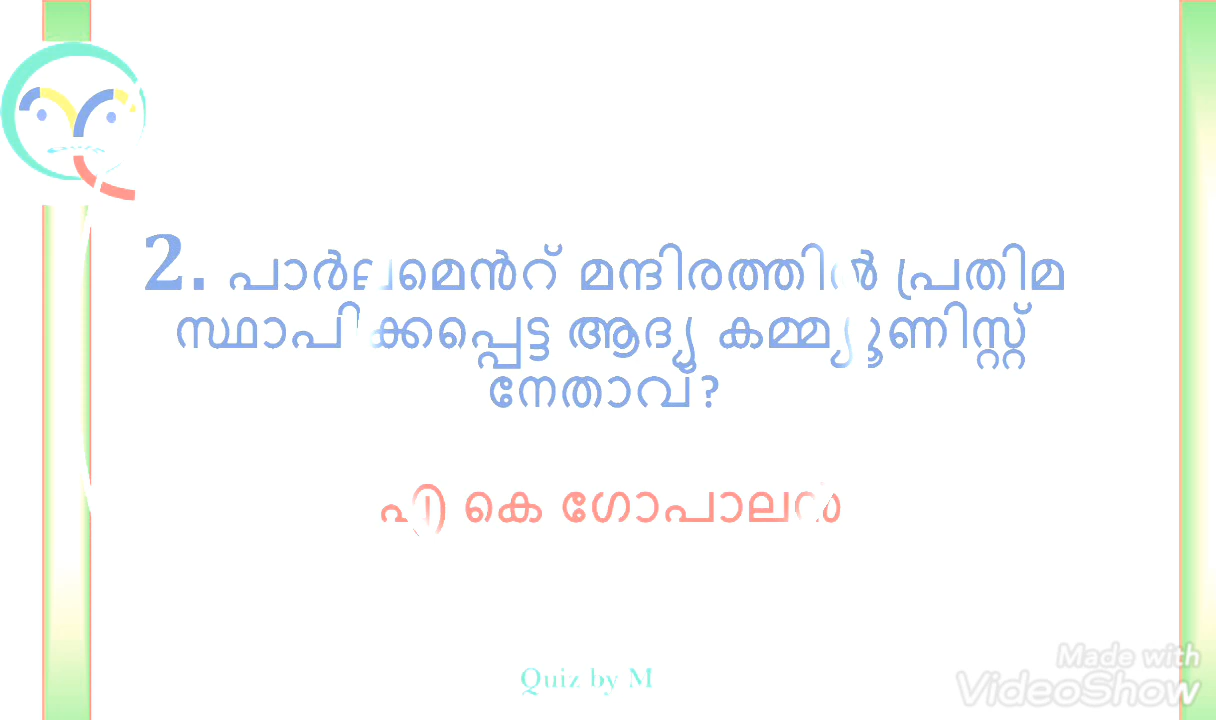 2. പാർലമെൻറ് മന്ദിരത്തിൽ പ്രതിമ
സ്ഥാപിക്കപ്പെട്ട ആദ്യ കമ്മ്യൂണിസ്റ്റ്
നേതാവ്?
എ കെ ഗോപാലൻ
Quiz by M
Made with
VideoShow